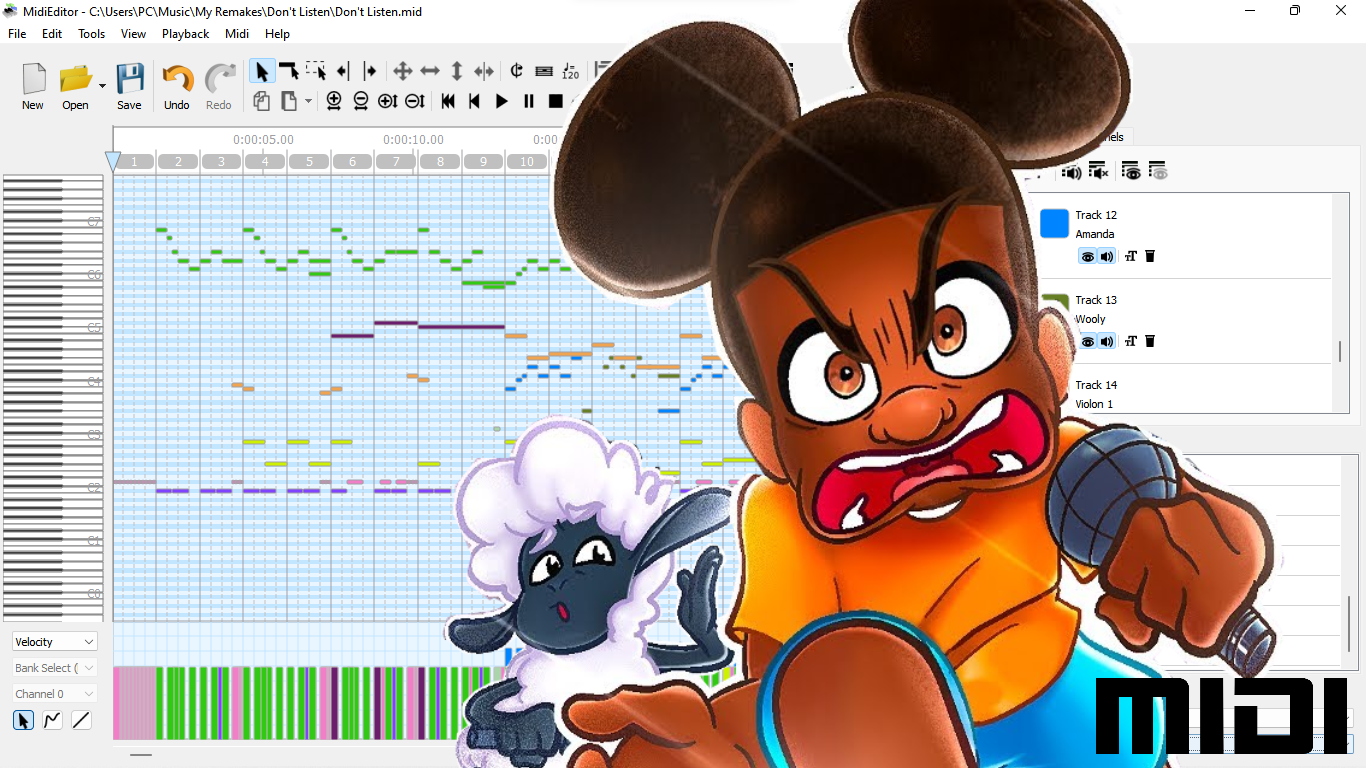 MidiEditor - C:\Users\PC\Music\My Remakes\Don't Listen\Don't Listen.mid
File Edit Tools View Playback Midi Help
120
New Open Save Undo Redo
0:00:05.00 0:00:10.00 0:00
1 2 3 4 5 6 7 8 9 10
nels
Track 12
Amanda
Track 13
Wooly
Track 14
Violon 1
C7
C6
C5
C4
C3
C2
C1
C0
Velocity
Bank Select (
Channel 0
MIDI